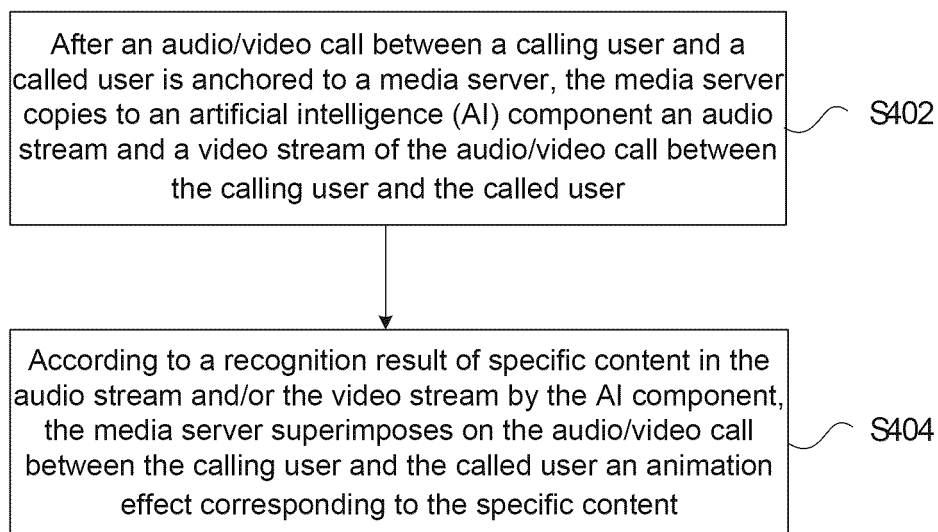 After an audio/video call between a calling user and a
called user is anchored to a media server, the media server
copies to an artificial intelligence (AI) component an audio
stream and a video stream of the audio/video call between
the calling user and the called user
S402
According to a recognition result of specific content in the
audio stream and/or the video stream by the AI component,
the media server superimposes on the audio/video call
between the calling user and the called user an animation
effect corresponding to the specific content
S404